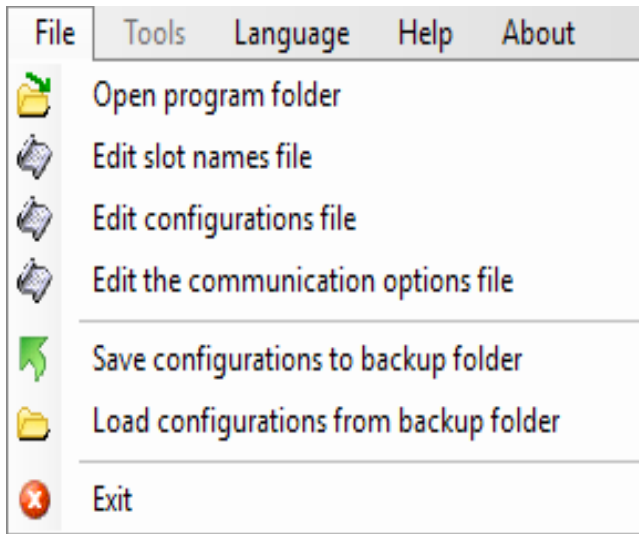 File Tools Language Help About
Open program folder
Edit slot names file
Edit configurations file
Edit the communication options file
Save configurations to backup folder
Load configurations from backup folder
Exit